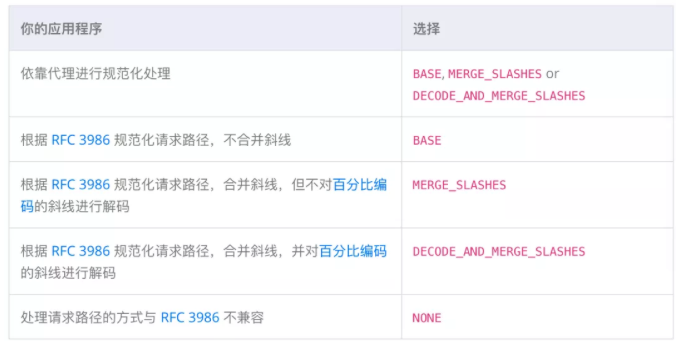 你的应用程序 选择
依靠代理进行规范化处理 BASE, MERGE_SLASHES or
DECODE_AND_MERGE_SLASHES
根据 RFC 3986 规范化请求路径，不合并斜线 BASE
根据 RFC 3986 规范化请求路径，合并斜线，但不对百分比编 MERGE_SLASHES
码的斜线进行解码
根据 RFC 3986 规范化请求路径，合并斜线，并对百分比编码 DECODE_AND_MERGE_SLASHES
的斜线进行解码
处理请求路径的方式与 RFC 3986 不兼容 NONE